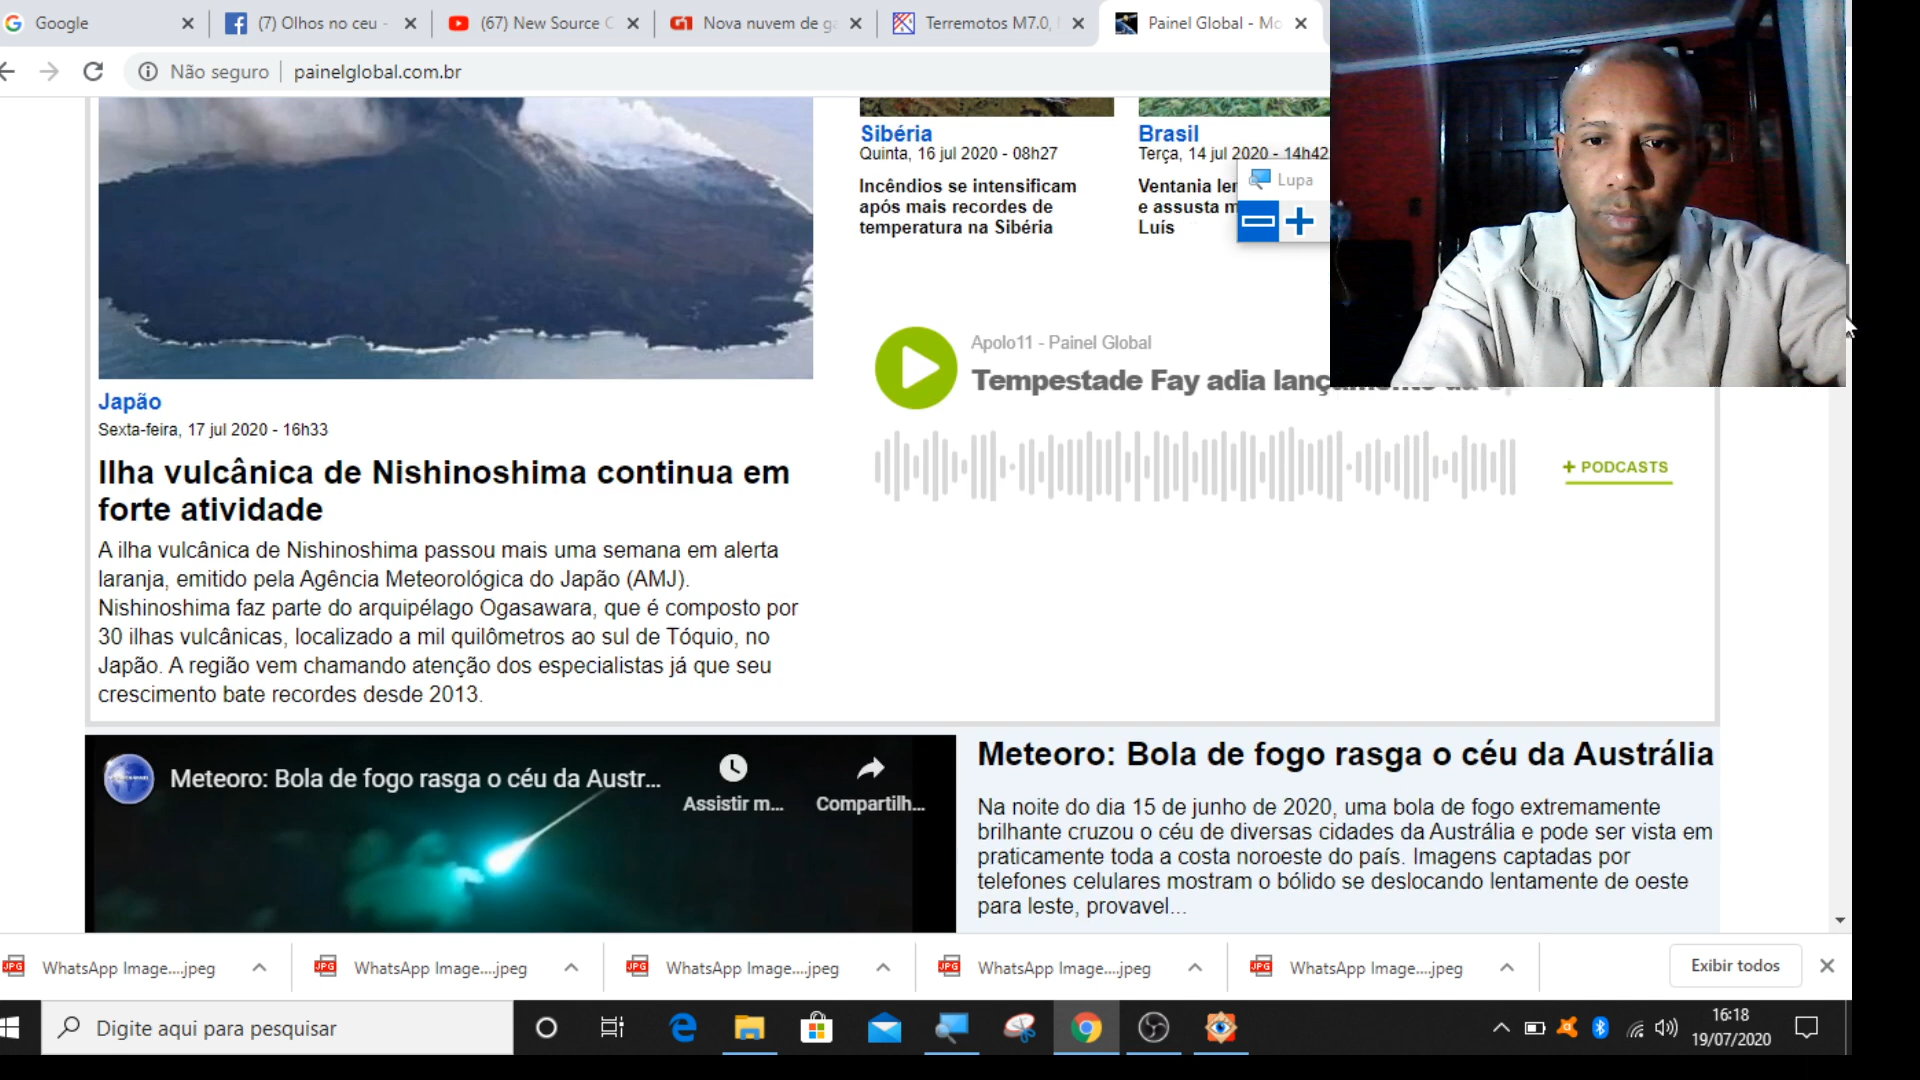 Google
(7) Olhos no ceu -
(67) New Source C
G1 Nova nuvem de ga
Terremotos M7.0,
Painel Global - Mo
Não seguro
painelglobal.com.br
Sibéria
Quinta, 16 jul 2020 - 08h27
Incêndios se intensificam
após mais recordes de
temperatura na Sibéria
Brasil
Terça, 14 jul 2020 - 14h42
Ventania
e assusta
Luís
Lupa
Japão
Sexta-feira, 17 jul 2020 - 16h33
Ilha vulcânica de Nishinoshima continua em
forte atividade
A ilha vulcânica de Nishinoshima passou mais uma semana em alerta
laranja, emitido pela Agência Meteorológica do Japão (AMJ).
Nishinoshima faz parte do arquipélago Ogasawara, que é composto por
30 ilhas vulcânicas, localizado a mil quilômetros ao sul de Tóquio, no
Japão. A região vem chamando atenção dos especialistas já que seu
crescimento bate recordes desde 2013.
Apolo11 - Painel Global
Tempestade Fay adia lançamento da
+ PODCASTS
Meteoro: Bola de fogo rasga o céu da Austr...
Assistir m...
Compartilh...
Meteoro: Bola de fogo rasga o céu da Austrália
Na noite do dia 15 de junho de 2020, uma bola de fogo extremamente
brilhante cruzou o céu de diversas cidades da Austrália e pode ser vista em
praticamente toda a costa noroeste do país. Imagens captadas por
telefones celulares mostram o bólido se deslocando lentamente de oeste
para leste, provavel...
JPG WhatsApp Image....jpeg
JPG WhatsApp Image....jpeg
JPG WhatsApp Image....jpeg
JPG WhatsApp Image....jpeg
JPG WhatsApp Image....jpeg
Exibir todos
Digite aqui para pesquisar
16:18
19/07/2020